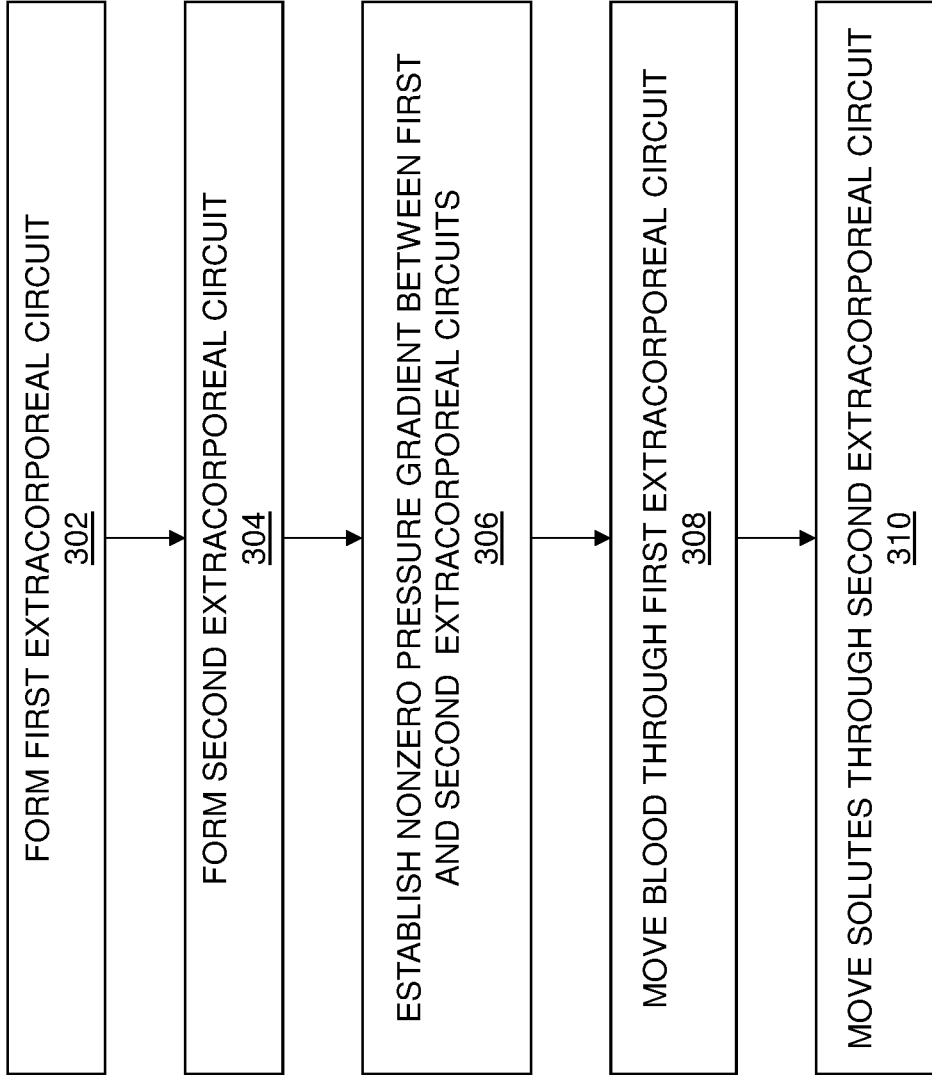 FORM FIRST EXTRACORPOREAL CIRCUIT
302
FORM SECOND EXTRACORPOREAL CIRCUIT
304
ESTABLISH NONZERO PRESSURE GRADIENT BETWEEN FIRST
AND SECOND EXTRACORPOREAL CIRCUITS
306
MOVE BLOOD THROUGH FIRST EXTRACORPOREAL CIRCUIT
308
MOVE SOLUTES THROUGH SECOND EXTRACORPOREAL CIRCUIT
310